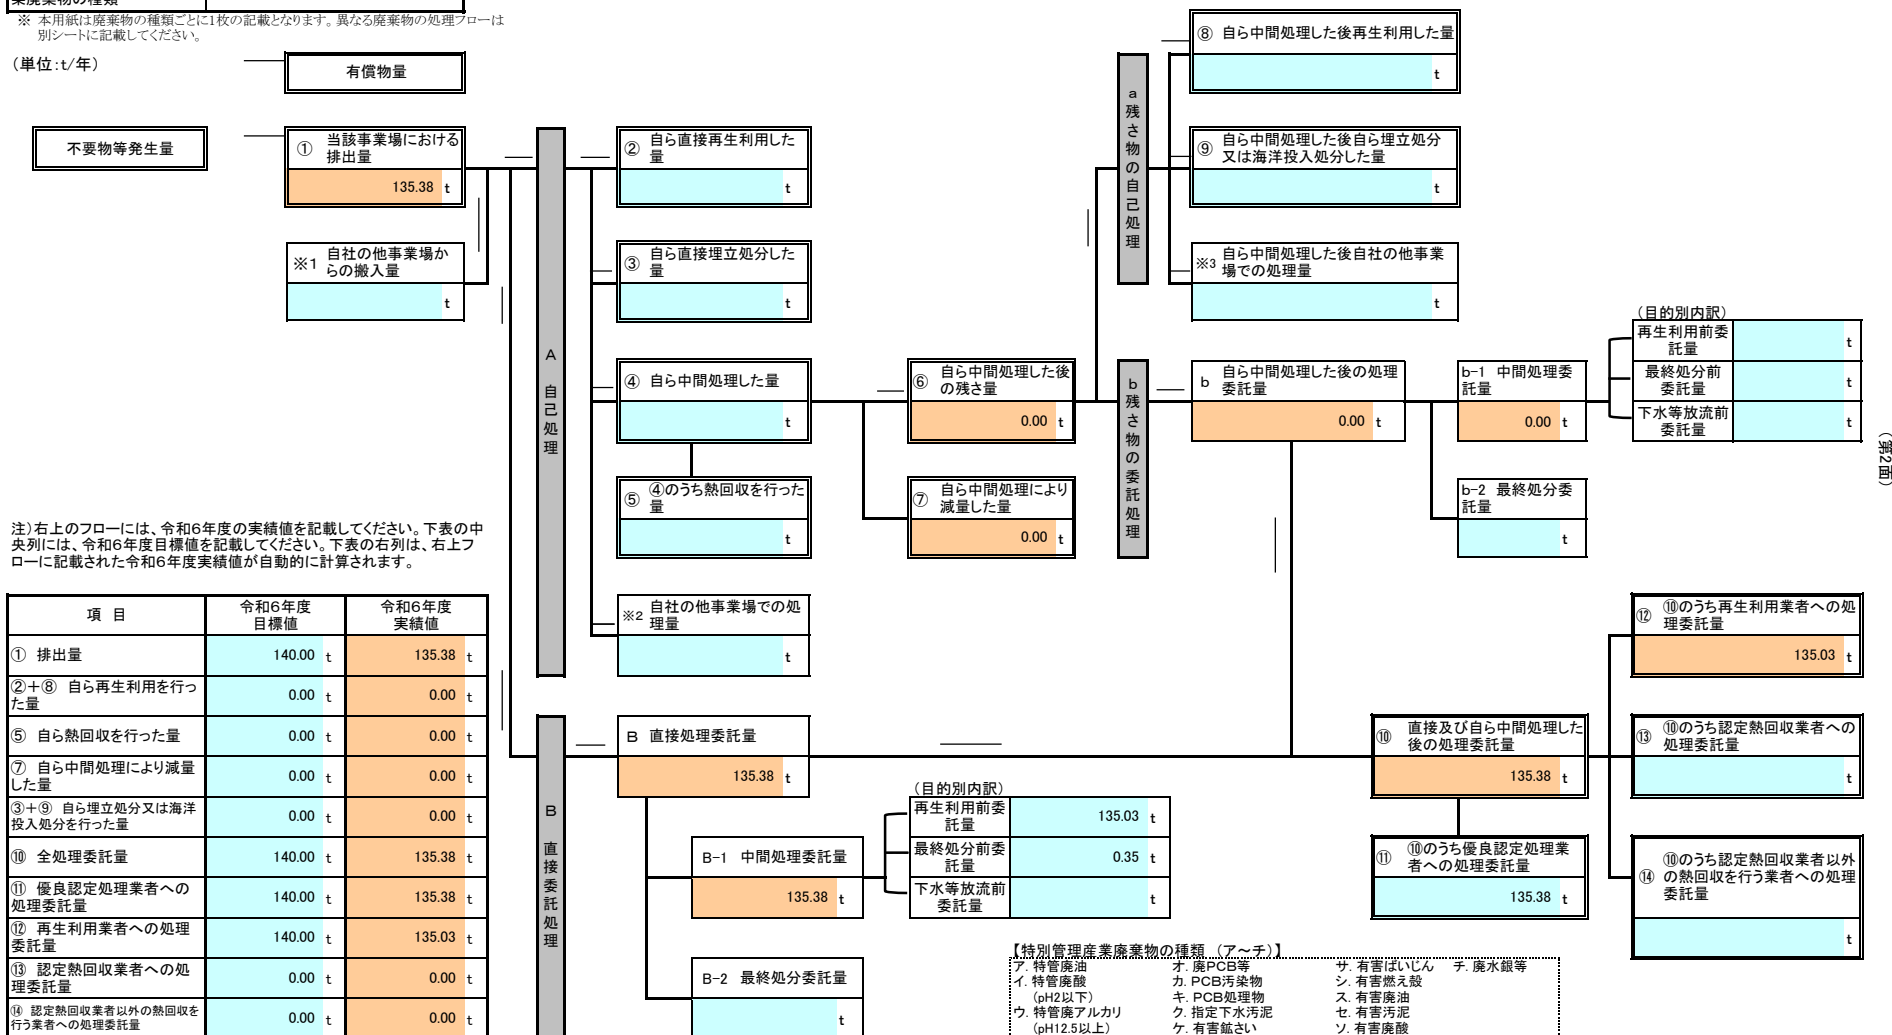 業廃棄物の種類
※ 本用紙は廃棄物の種類ごとに1枚の記載となります。異なる廃棄物の処理フローは
別シートに記載してください。
(単位:t/年)
有償物量
不要物等発生量
① 当該事業場における
排出量
135.38 t
※1 自社の他事業場か
らの搬入量
t
A 自己処理
② 自ら直接再生利用した
量
t
③ 自ら直接埋立処分した
量
t
④ 自ら中間処理した量
t
⑤ ④のうち熱回収を行った
量
t
※2 自社の他事業場での処
理量
t
⑥ 自ら中間処理した後
の残さ量
0.00 t
⑦ 自ら中間処理により
減量した量
0.00 t
a残さ物の自己処理
⑧ 自ら中間処理した後再生利用した量
t
⑨ 自ら中間処理した後自ら埋立処分
又は海洋投入処分した量
t
※3 自ら中間処理した後自社の他事業
場での処理量
t
b残さ物の委託処理
b 自ら中間処理した後の処理
委託量
0.00 t
b-1 中間処理委
託量
0.00 t
b-2 最終処分委
託量
t
(目的別内訳)
再生利用前委
託量
t
最終処分前
委託量
t
下水等放流前
委託量
t
(第2面)
注)右上のフローには、令和6年度の実績値を記載してください。下表の中
央列には、令和6年度目標値を記載してください。下表の右列は、右上フ
ローに記載された令和6年度実績値が自動的に計算されます。
項 目 令和6年度
目標値 令和6年度
実績値
① 排出量 140.00 t 135.38 t
②+⑧ 自ら再生利用を行っ
た量 0.00 t 0.00 t
⑤ 自ら熱回収を行った量 0.00 t 0.00 t
⑦ 自ら中間処理により減量
した量 0.00 t 0.00 t
③+⑨ 自ら埋立処分又は海洋
投入処分を行った量 0.00 t 0.00 t
⑩ 全処理委託量 140.00 t 135.38 t
⑪ 優良認定処理業者への
処理委託量 140.00 t 135.38 t
⑫ 再生利用業者への処理
委託量 140.00 t 135.03 t
⑬ 認定熱回収業者への処
理委託量 0.00 t 0.00 t
⑭ 認定熱回収業者以外の熱回収を
行う業者への処理委託量 0.00 t 0.00 t
B 直接委託処理
B 直接処理委託量
135.38 t
B-1 中間処理委託量
135.38 t
B-2 最終処分委託量
t
(目的別内訳)
再生利用前委
託量 135.03 t
最終処分前委
託量 0.35 t
下水等放流前
委託量 t
⑩ 直接及び自ら中間処理した
後の処理委託量
135.38 t
⑪ ⑩のうち優良認定処理業
者への処理委託量
135.38 t
⑫ ⑩のうち再生利用業者への処
理委託量
135.03 t
⑬ ⑩のうち認定熱回収業者への
処理委託量
t
⑭ ⑩のうち認定熱回収業者以外
の熱回収を行う業者への処理
委託量
t
【特別管理産業廃棄物の種類 (ア~チ)】
ア. 特管廃油 オ. 廃PCB等 サ. 有害ばいじん チ. 廃水銀等
イ. 特管廃酸 カ. PCB汚染物 シ. 有害燃え殻
(pH2以下) キ. PCB処理物 ス. 有害廃油
ウ. 特管廃アルカリ ク. 指定下水汚泥 セ. 有害汚泥
(pH12.5以上) ケ. 有害鉱さい ソ. 有害廃酸